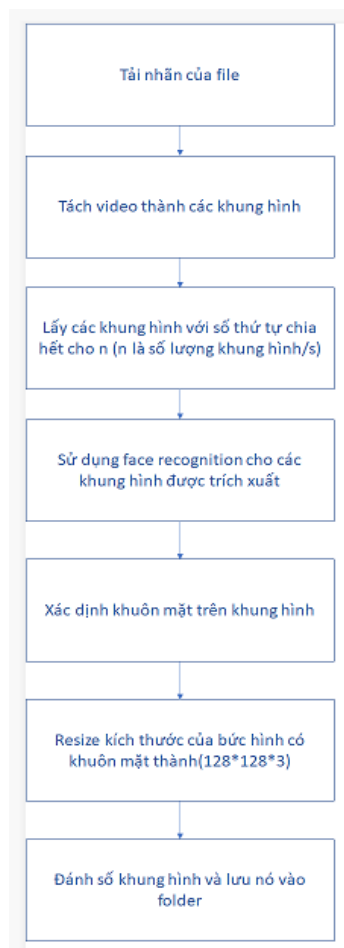 Tải nhãn của file
Tách video thành các khung hình
Lấy các khung hình với số thứ tự chia
hết cho n (n là số lượng khung hình/s)
Sử dụng face recognition cho các
khung hình được trích xuất
Xác dịnh khuôn mặt trên khung hình
Resize kích thước của bức hình có
khuôn mặt thành(128*128*3)
Đánh số khung hình và lưu nó vào
folder